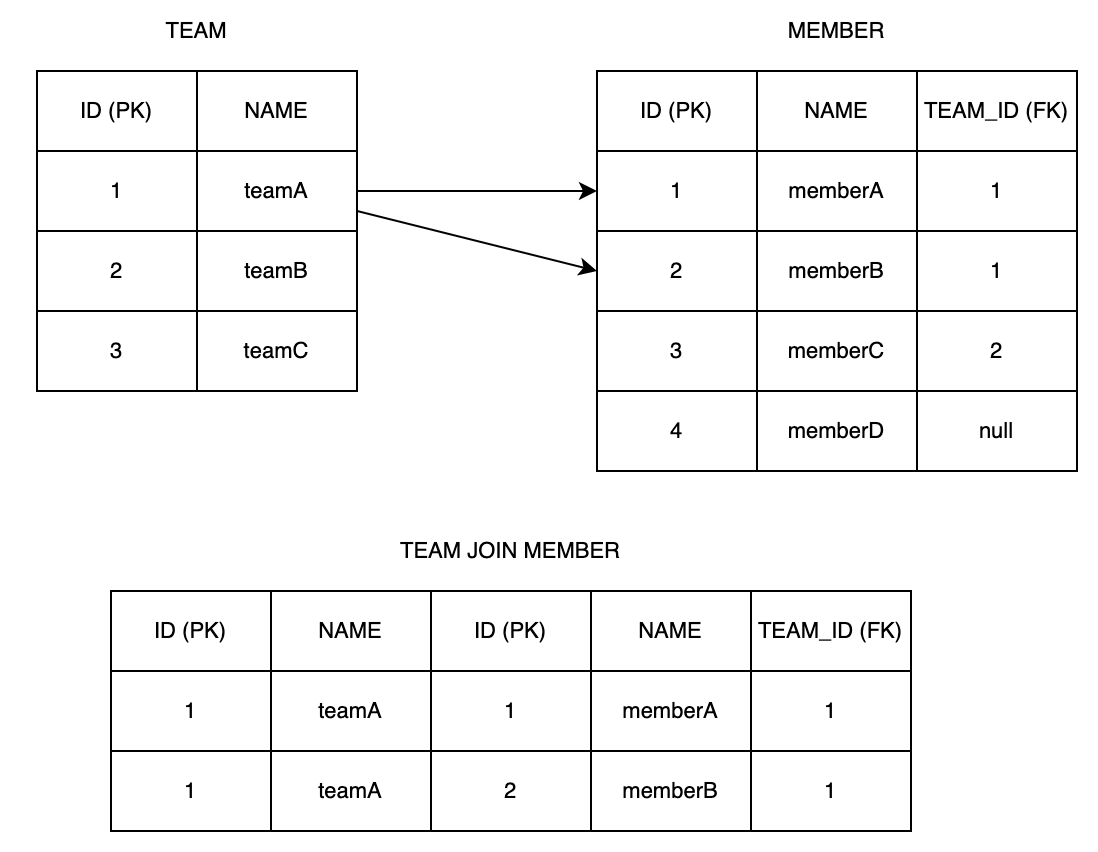 TEAM
ID (PK) NAME
1 teamA
2 teamB
3 teamC
MEMBER
ID (PK) NAME TEAM_ID (FK)
1 memberA 1
2 memberB 1
3 memberC 2
4 memberD null
TEAM JOIN MEMBER
ID (PK) NAME ID (PK) NAME TEAM_ID (FK)
1 teamA 1 memberA 1
1 teamA 2 memberB 1